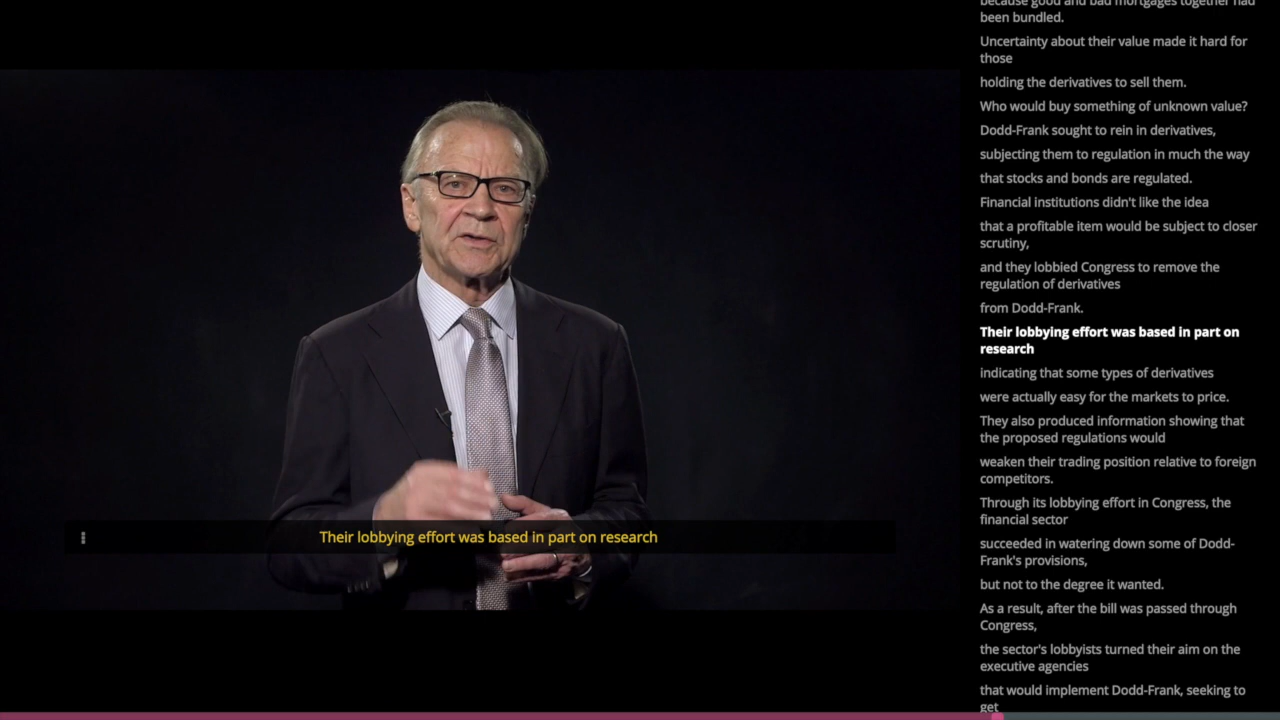 because good and bad mortgages together had
been bundled.
Uncertainty about their value made it hard for
those
holding the derivatives to sell them.
Who would buy something of unknown value?
Dodd-Frank sought to rein in derivatives,
subjecting them to regulation in much the way
that stocks and bonds are regulated.
Financial institutions didn't like the idea
that a profitable item would be subject to closer
scrutiny,
and they lobbied Congress to remove the
regulation of derivatives
from Dodd-Frank.
Their lobbying effort was based in part on
research
indicating that some types of derivatives
were actually easy for the markets to price.
They also produced information showing that
the proposed regulations would
weaken their trading position relative to foreign
competitors.
Through its lobbying effort in Congress, the
financial sector
succeeded in watering down some of Dodd-
Frank's provisions,
but not to the degree it wanted.
As a result, after the bill was passed through
Congress,
the sector's lobbyists turned their aim on the
executive agencies
that would implement Dodd-Frank, seeking to
get
Their lobbying effort was based in part on research